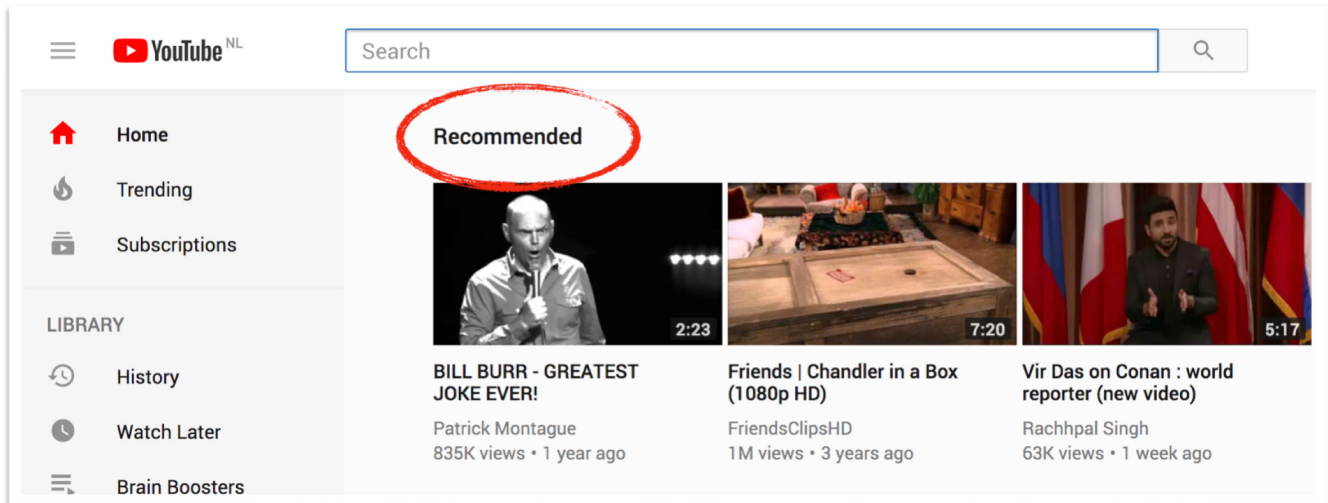 YouTube NL
Search
Home
Trending
Subscriptions
LIBRARY
History
Watch Later
Brain Boosters
Recommended
2:23
BILL BURR - GREATEST
JOKE EVER!
Patrick Montague
835K views • 1 year ago
7:20
Friends | Chandler in a Box
(1080p HD)
FriendsClipsHD
1M views • 3 years ago
5:17
Vir Das on Conan : world
reporter (new video)
Rachhpal Singh
63K views • 1 week ago